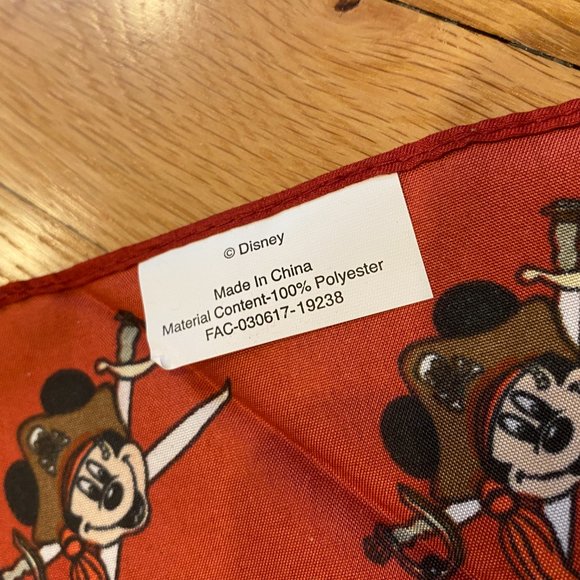 © Disney
Made In China
Material Content-100% Polyester
FAC-030617-19238